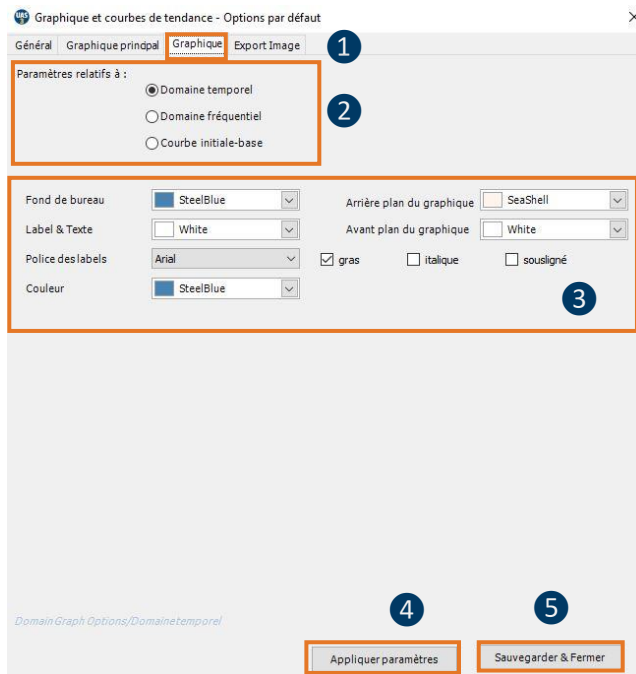 Graphique et courbes de tendance - Options par défaut
Général Graphique principal Graphique Export Image
1
Paramètres relatifs à :
Domaine temporel
2
Domaine fréquentiel
Courbe initiale-base
Fond de bureau SteelBlue Arrière plan du graphique SeaShell
Label & Texte White Avant plan du graphique White
Police des labels Arial gras italique sousligné
Couleur SteelBlue
3
4 5
Domain Graph Options/Domaine temporel
Appliquer paramètres Sauvegarder & Fermer